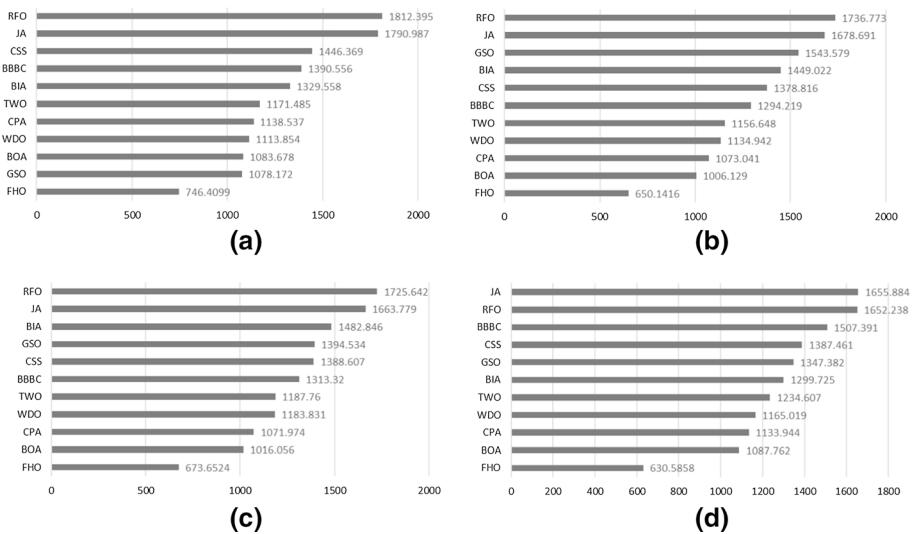 RFO 1812.395
JA 1790.987
CSS 1446.369
BBBC 1390.556
BIA 1329.558
TWO 1171.485
CPA 1138.537
WDO 1113.854
BOA 1083.678
GSO 1078.172
FHO 746.4099
0 500 1000 1500 2000
(a)
RFO 1736.773
JA 1678.691
GSO 1543.579
BIA 1449.022
CSS 1378.816
BBBC 1294.219
TWO 1156.648
WDO 1134.942
CPA 1073.041
BOA 1006.129
FHO 650.1416
0 500 1000 1500 2000
(b)
RFO 1725.642
JA 1663.779
BIA 1482.846
GSO 1394.534
CSS 1388.607
BBBC 1313.32
TWO 1187.76
WDO 1183.831
CPA 1071.974
BOA 1016.056
FHO 673.6524
0 500 1000 1500 2000
(c)
JA 1655.884
RFO 1652.238
BBBC 1507.391
CSS 1387.461
GSO 1347.382
BIA 1299.725
TWO 1234.607
WDO 1165.019
CPA 1133.944
BOA 1087.762
FHO 630.5858
0 200 400 600 800 1000 1200 1400 1600 1800
(d)